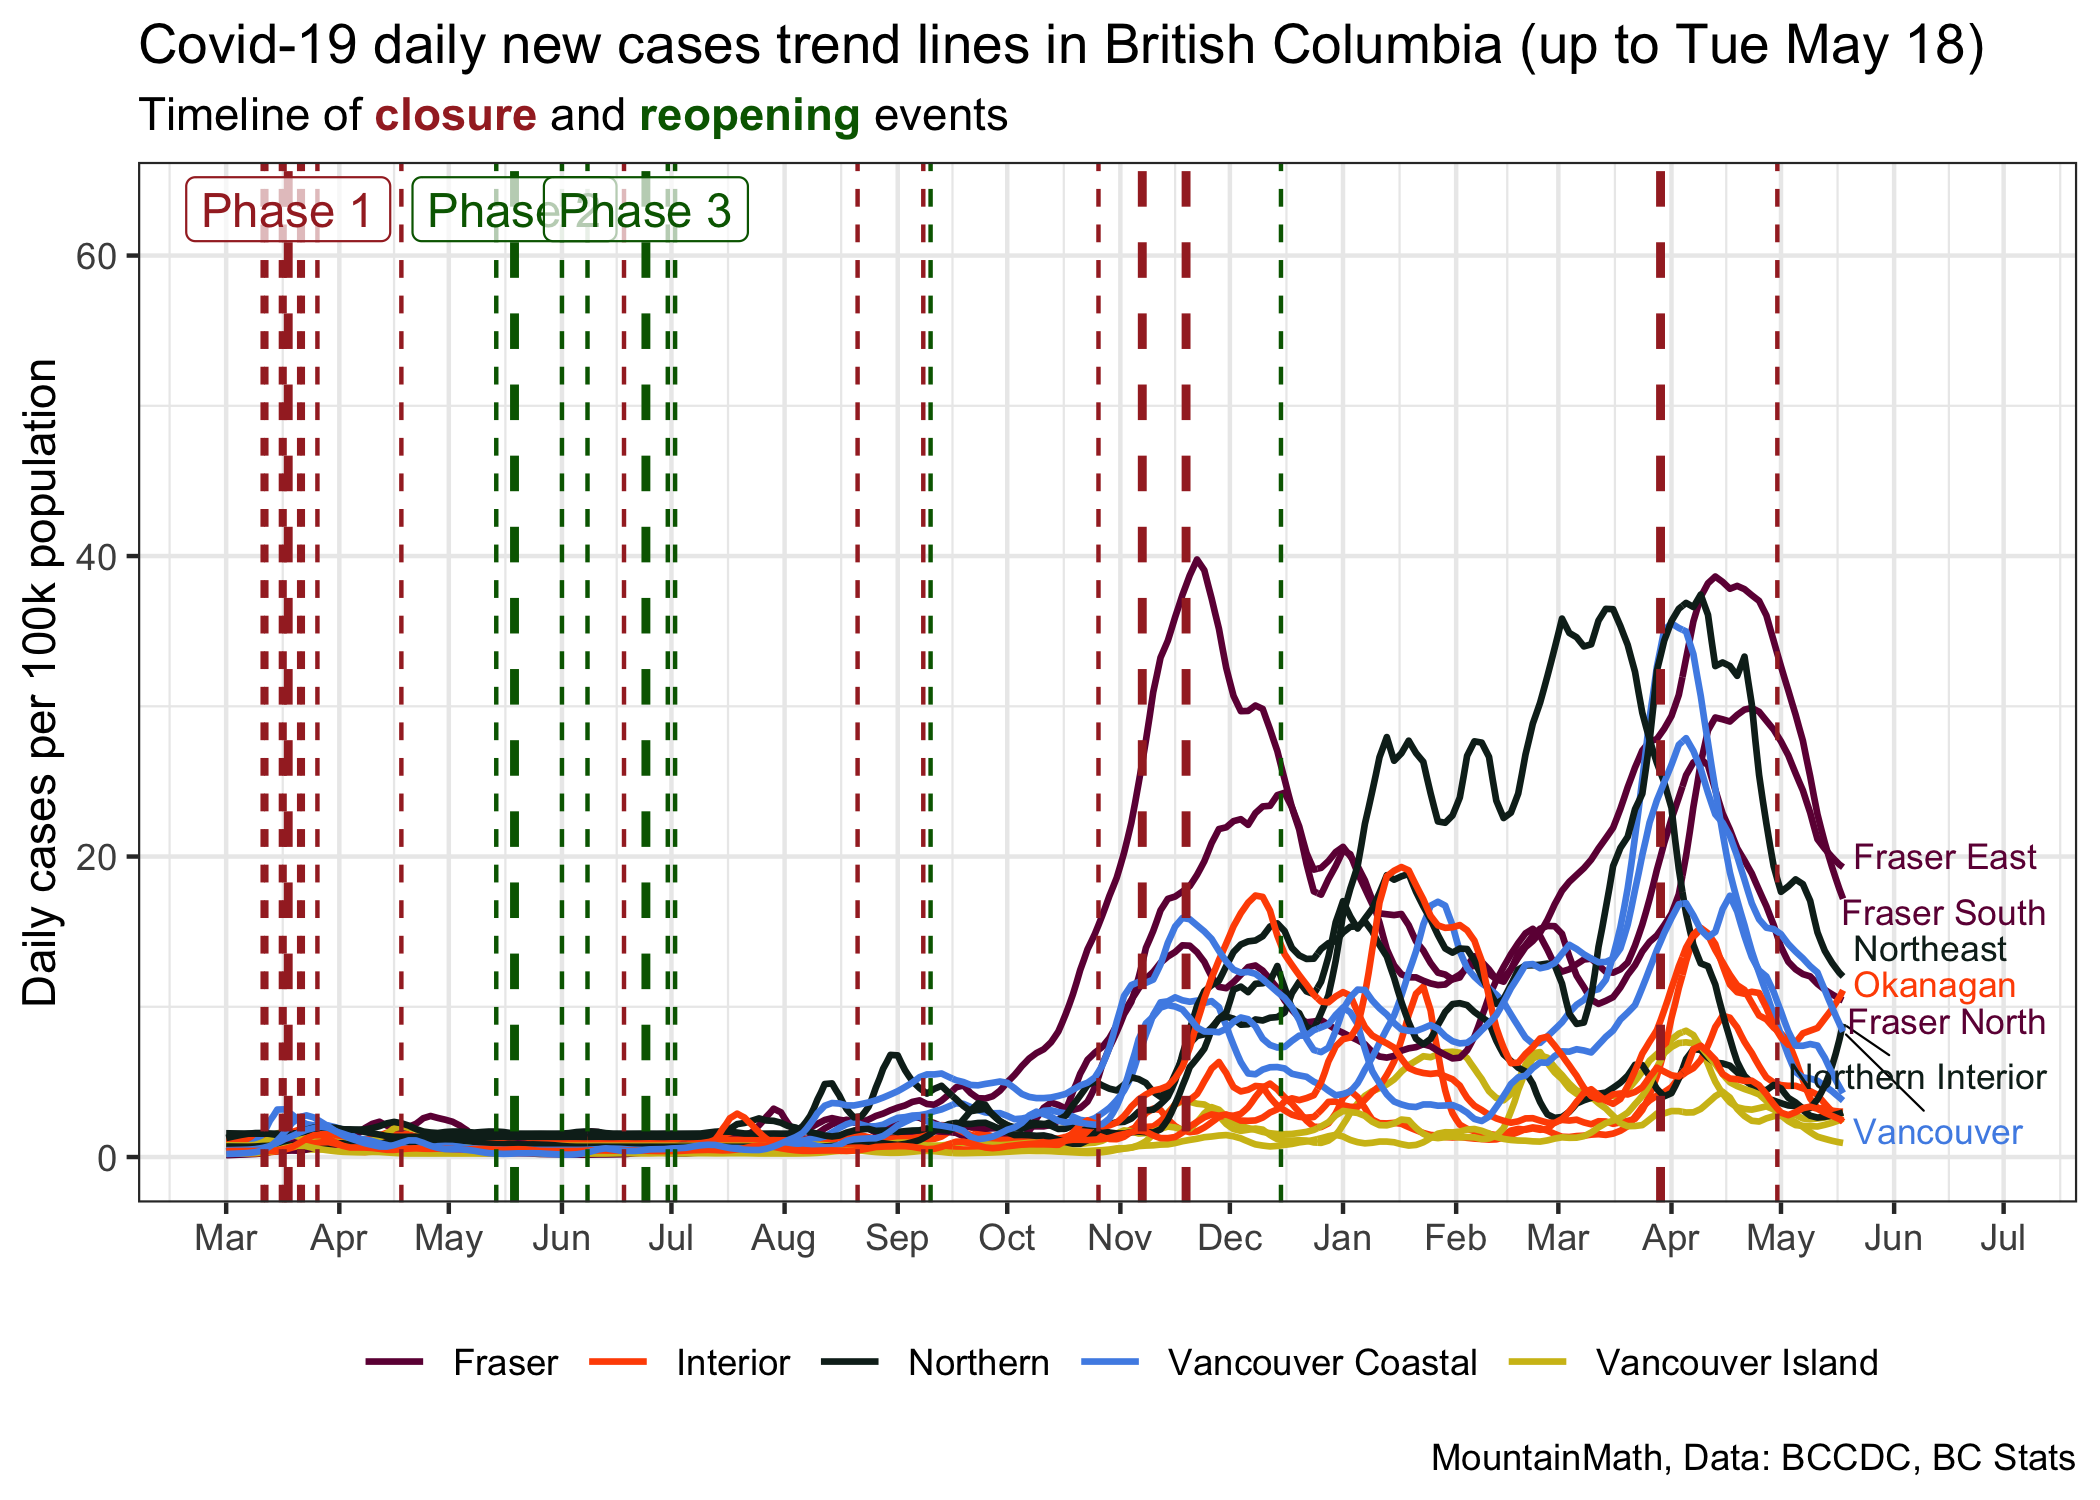 Covid-19 daily new cases trend lines in British Columbia (up to Tue May 18)
Timeline of closure and reopening events
Phase 1
Phase 2
Phase 3
Daily cases per 100k population
60
40
20
0
Fraser East
Fraser South
Northeast
Okanagan
Fraser North
Northern Interior
Vancouver
Mar Apr May Jun Jul Aug Sep Oct Nov Dec Jan Feb Mar Apr May Jun Jul
Fraser Interior Northern Vancouver Coastal Vancouver Island
MountainMath, Data: BCCDC, BC Stats